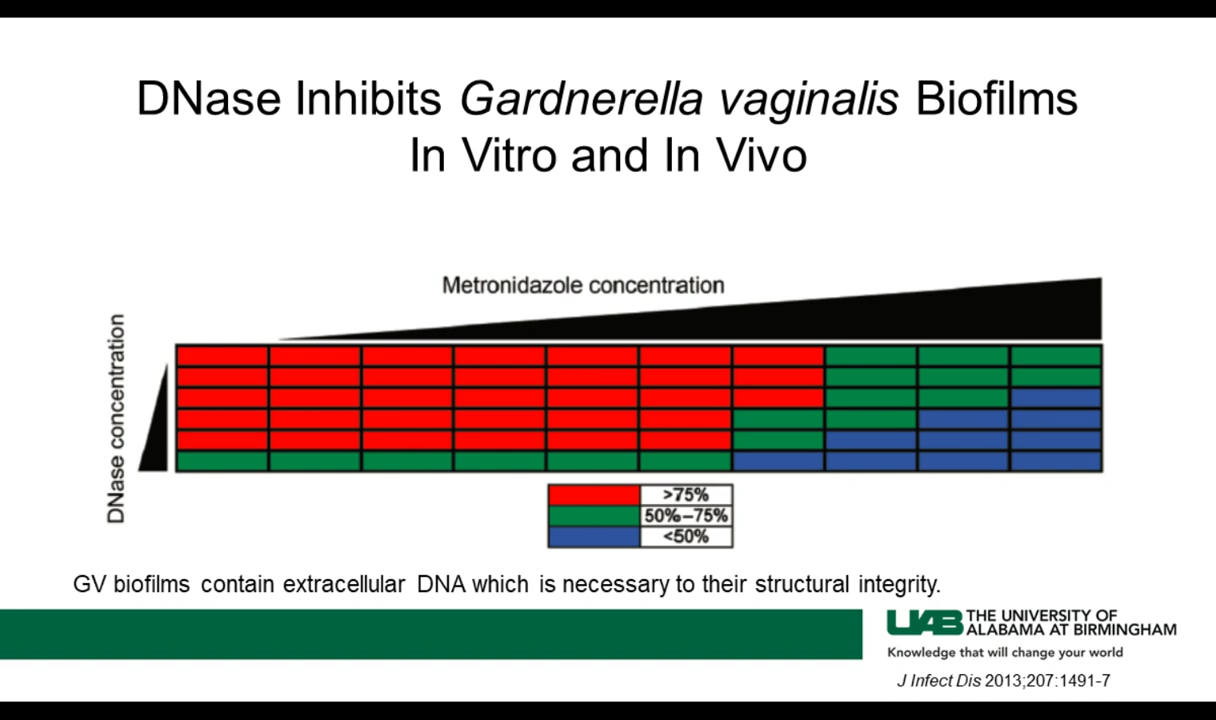 DNase Inhibits Gardnerella vaginalis Biofilms
In Vitro and In Vivo
Metronidazole concentration
DNase concentration
>75%
50%–75%
<50%
GV biofilms contain extracellular DNA which is necessary to their structural integrity.
UAB THE UNIVERSITY OF
ALABAMA AT BIRMINGHAM
Knowledge that will change your world
J Infect Dis 2013;207:1491-7